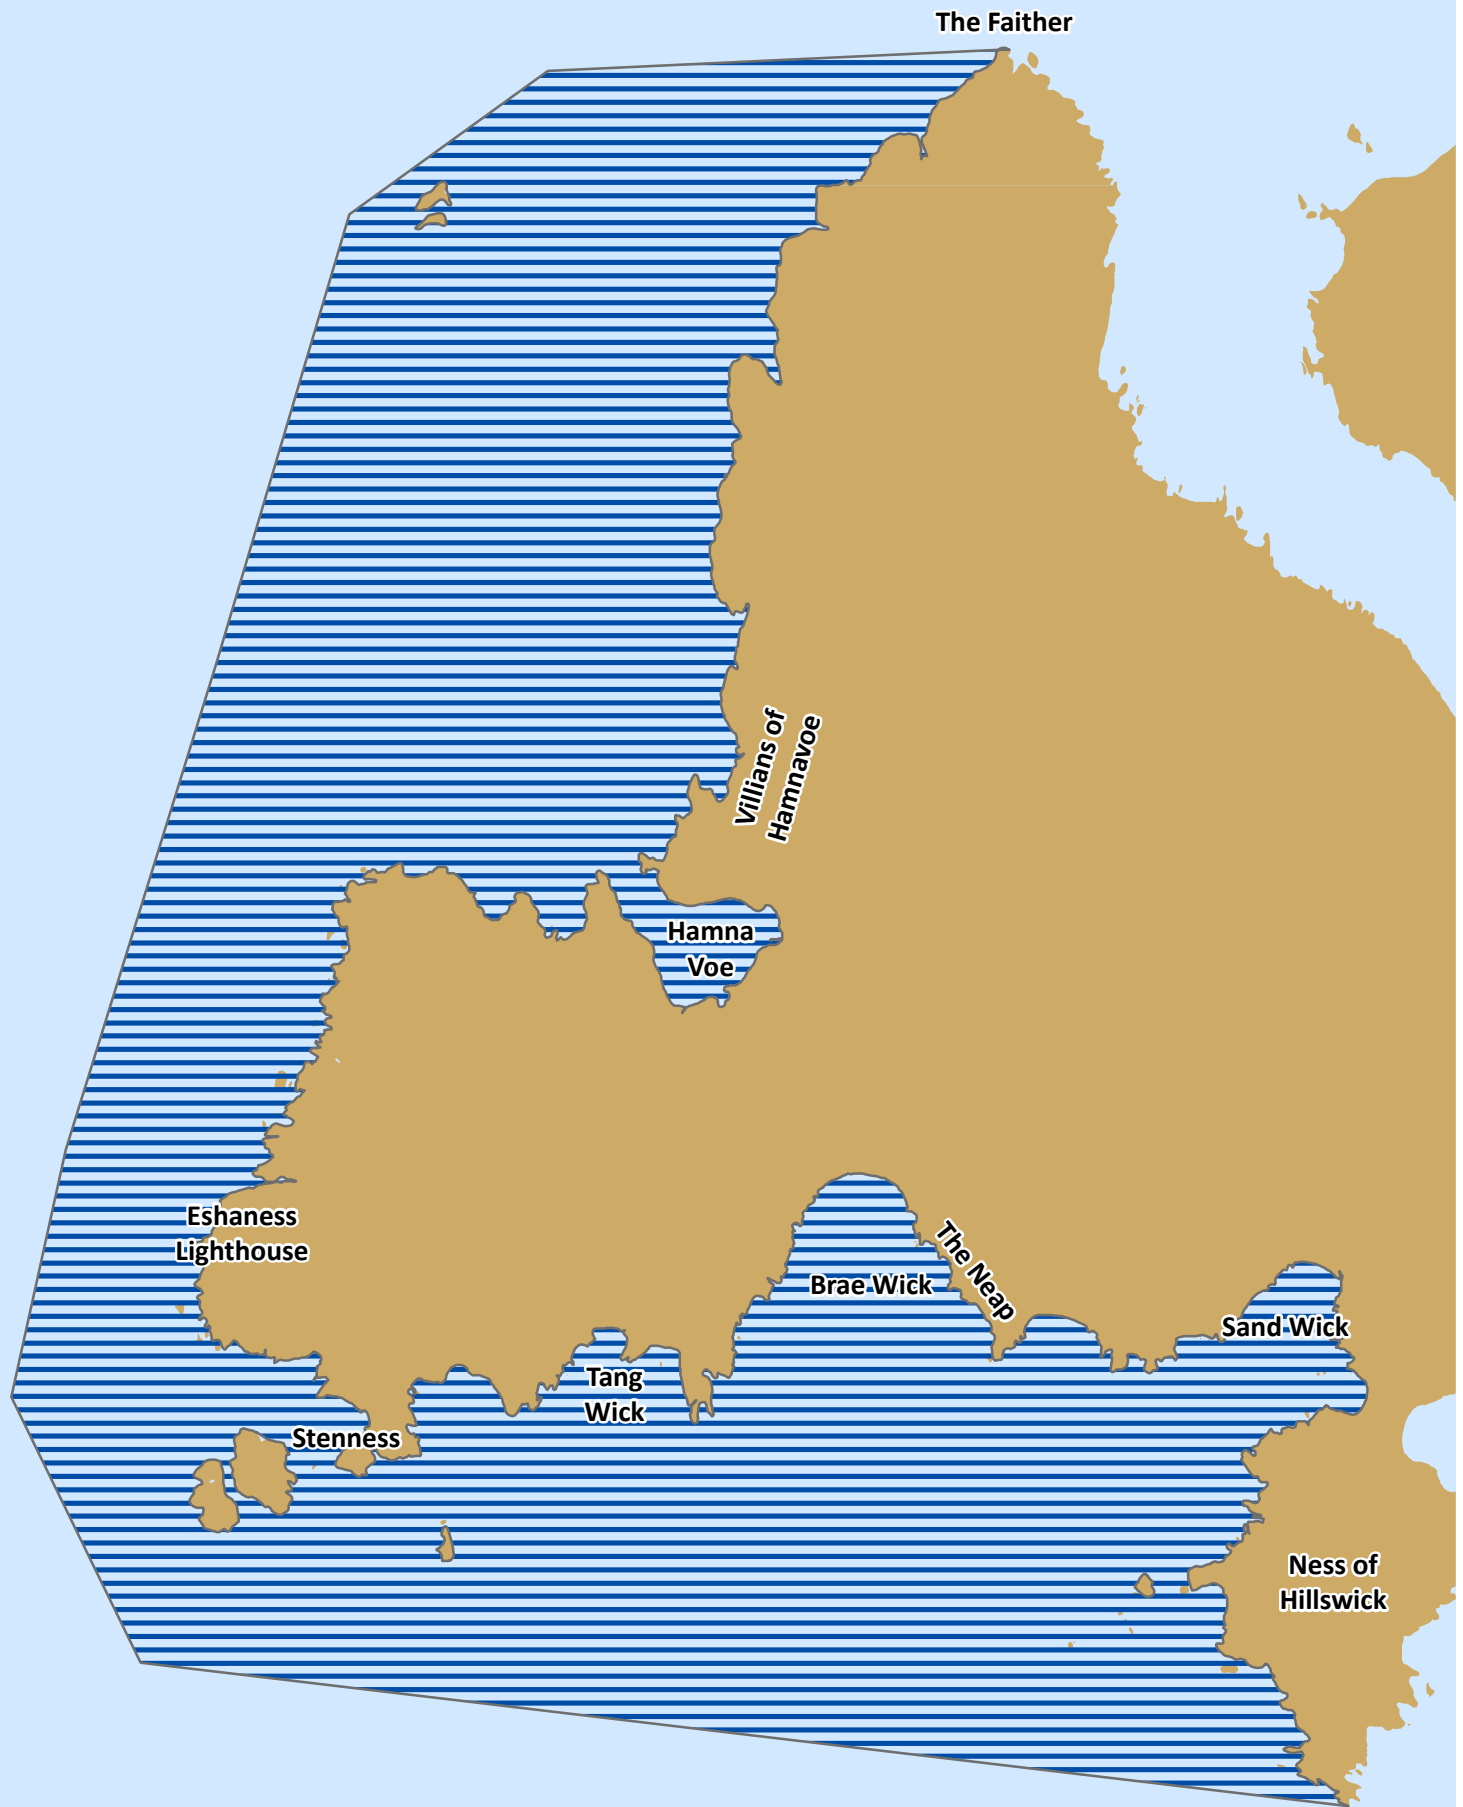 The Faither
Villians of
Hamnavoe
Hamna
Voe
Eshaness
Lighthouse
The Neap
Brae Wick
Sand Wick
Tang
Wick
Stenness
Ness of
Hillswick